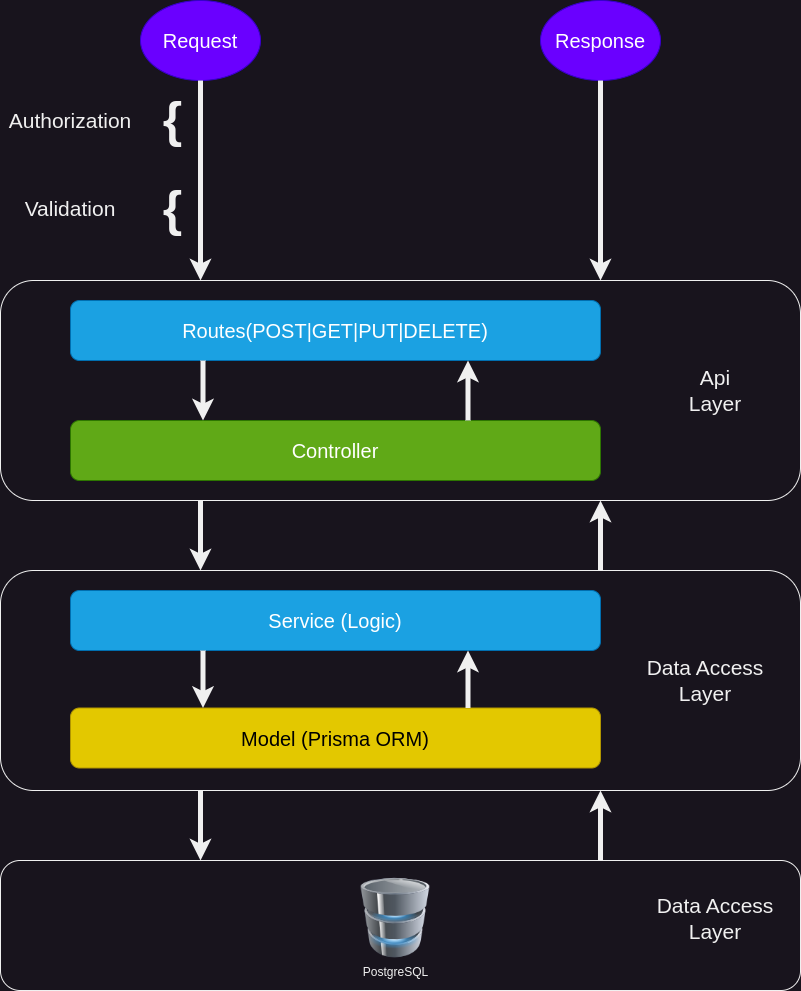 Request
Response
Authorization
{
Validation
{
Routes(POST|GET|PUT|DELETE)
Api
Layer
Controller
Service (Logic)
Data Access
Layer
Model (Prisma ORM)
Data Access
Layer
PostgreSQL